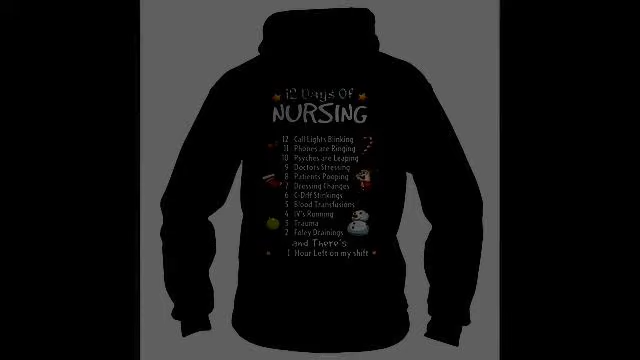 12 Days Of
NURSING
12 Call Lights Blinking
11 Phones are Ringing
10 Psyches are Leaping
9 Doctors Stressing
8 Patients Pooping
7 Dressing Changes
6 C-Diff Stinkings
5 Blood Transfusions
4 IV's Running
3 Trauma
2 Foley Drainings
and There's
1 Hour Left on my shift